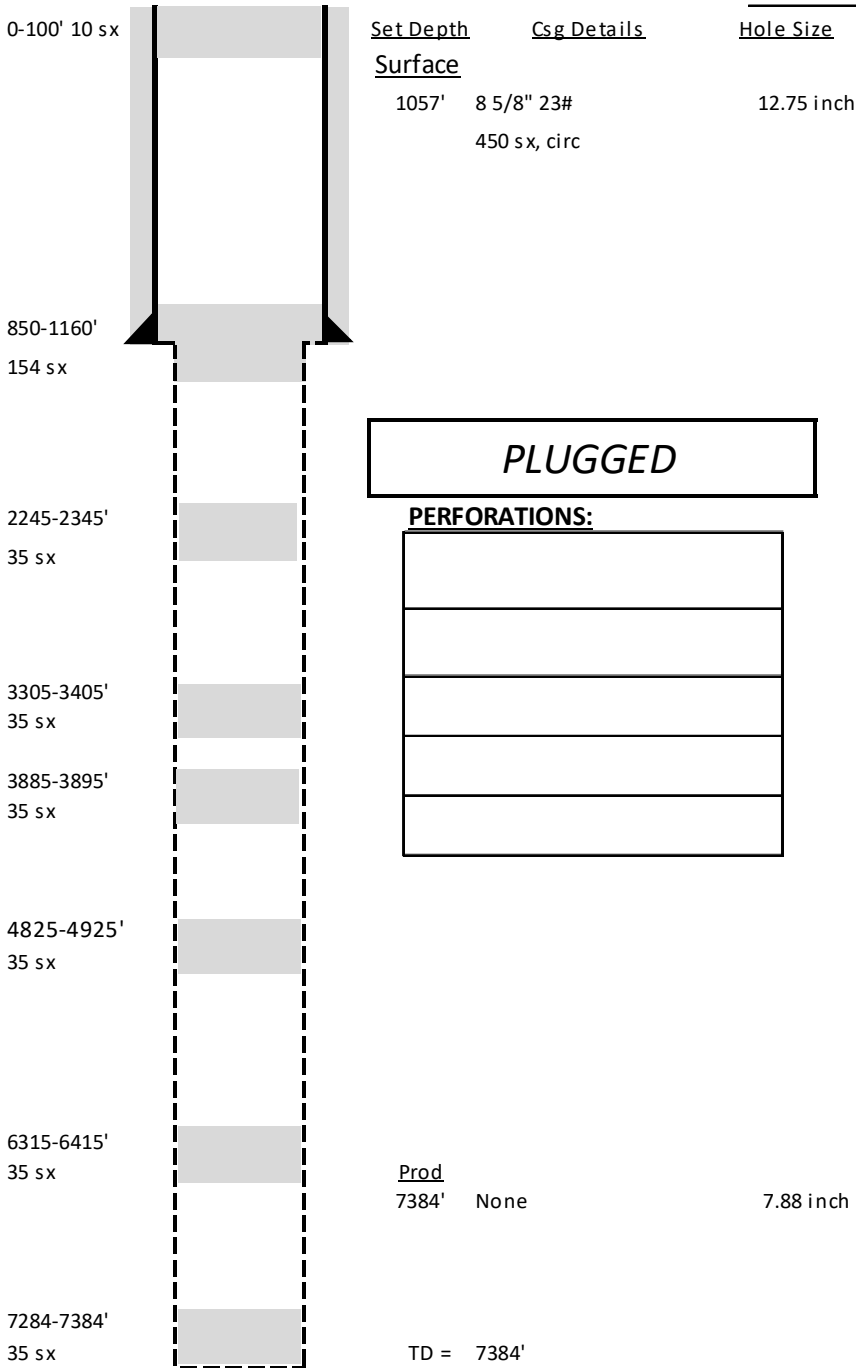 0-100' 10 sx Set Depth Csg Details Hole Size
Surface
1057' 8 5/8" 23# 12.75 inch
450 sx, circ
850-1160'
154 sx
PLUGGED
2245-2345'
PERFORATIONS:
35 sx
3305-3405'
35 sx
3885-3895'
35 sx
4825-4925'
35 sx
6315-6415'
35 sx Prod
7384' None 7.88 inch
7284-7384'
35 sx TD = 7384'